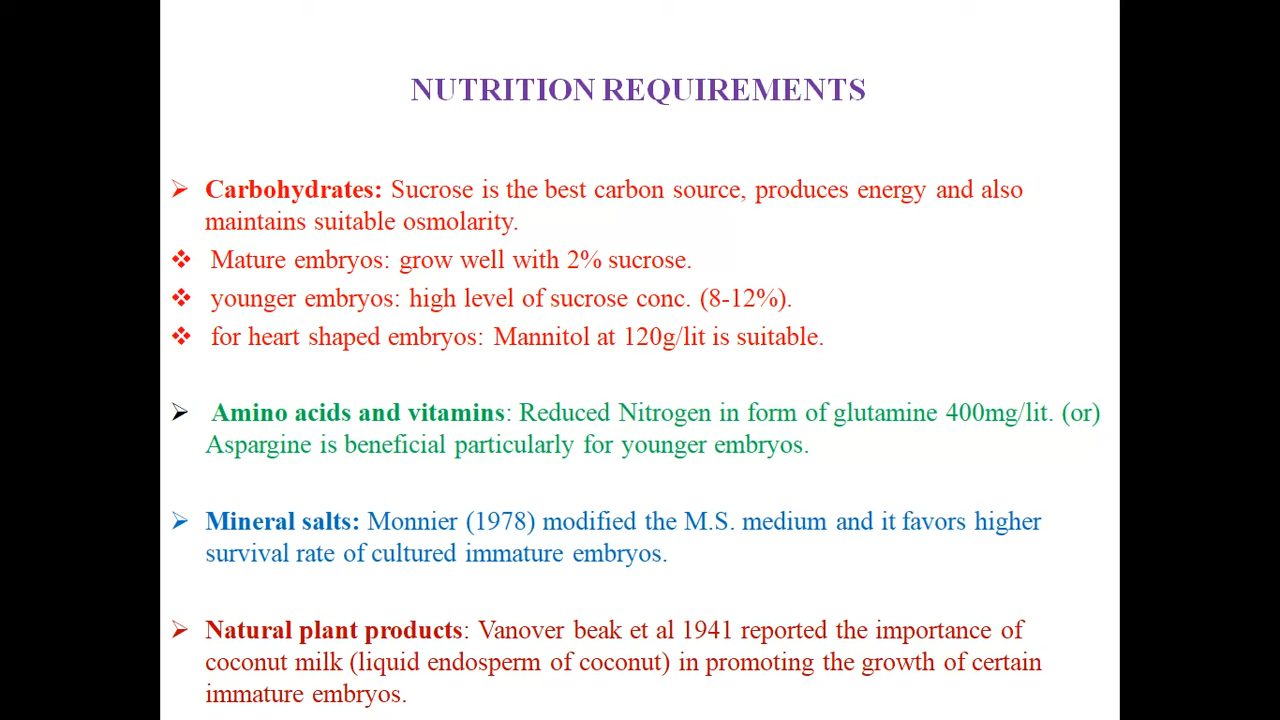 NUTRITION REQUIREMENTS
Carbohydrates: Sucrose is the best carbon source, produces energy and also
maintains suitable osmolarity.
Mature embryos: grow well with 2% sucrose.
younger embryos: high level of sucrose conc. (8-12%).
for heart shaped embryos: Mannitol at 120g/lit is suitable.
Amino acids and vitamins: Reduced Nitrogen in form of glutamine 400mg/lit. (or)
Aspargine is beneficial particularly for younger embryos.
Mineral salts: Monnier (1978) modified the M.S. medium and it favors higher
survival rate of cultured immature embryos.
Natural plant products: Vanover beak et al 1941 reported the importance of
coconut milk (liquid endosperm of coconut) in promoting the growth of certain
immature embryos.